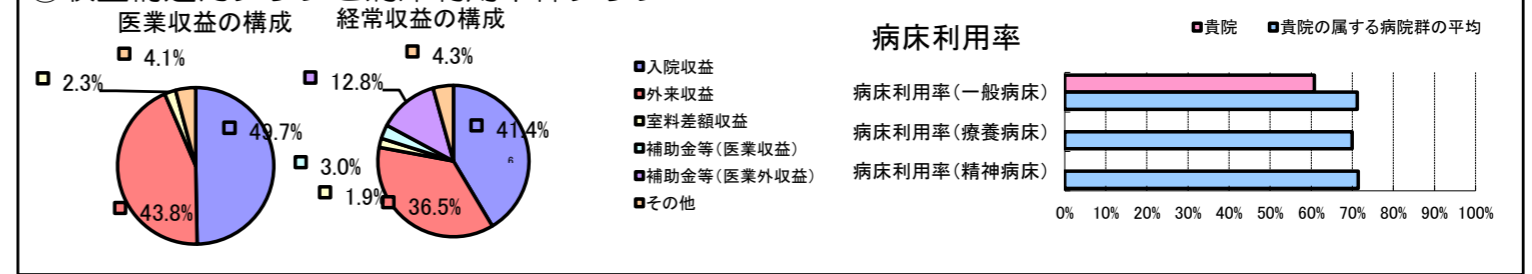 医業収益の構成
4.1%
2.3%
49.7%
43.8%
経常収益の構成
4.3%
12.8%
41.4%
3.0%
1.9%
36.5%
入院収益
外来収益
室料差額収益
補助金等(医業収益)
補助金等(医業外収益)
その他
病床利用率
貴院 貴院の属する病院群の平均
病床利用率(一般病床)
病床利用率(療養病床)
病床利用率(精神病床)
0% 10% 20% 30% 40% 50% 60% 70% 80% 90% 100%